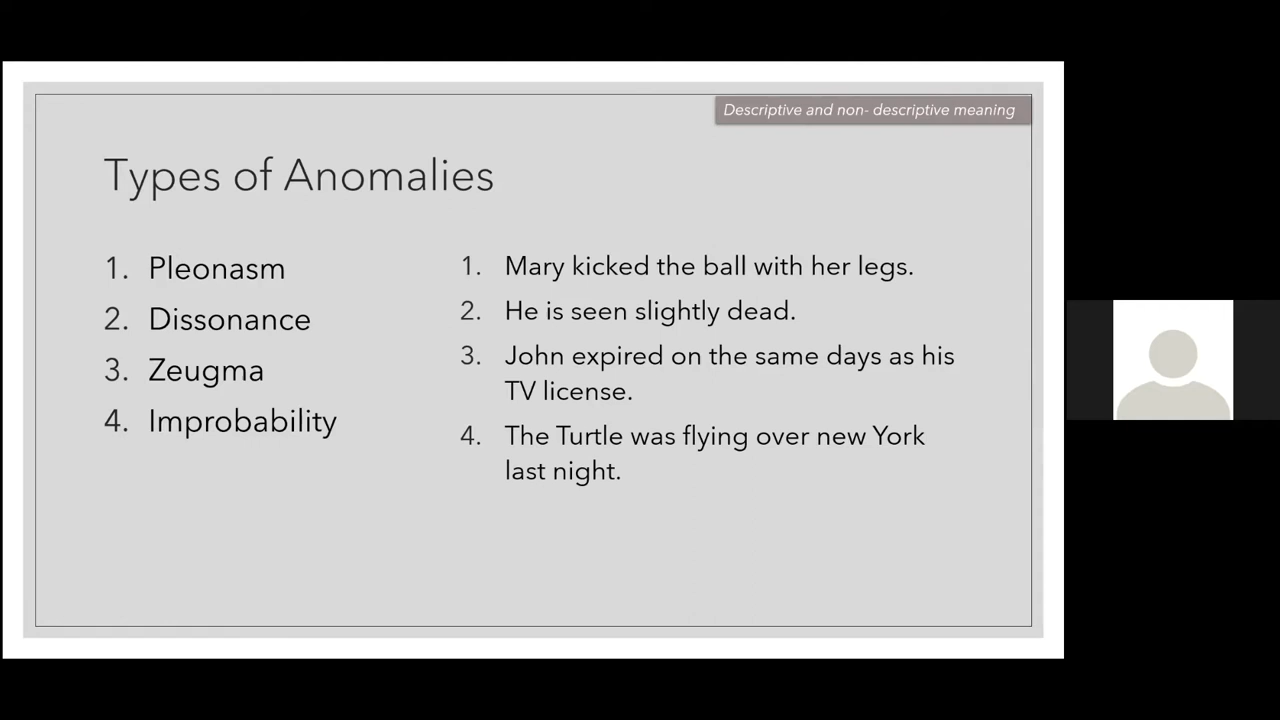 Descriptive and non- descriptive meaning
Types of Anomalies
1. Pleonasm
2. Dissonance
3. Zeugma
4. Improbability
1. Mary kicked the ball with her legs.
2. He is seen slightly dead.
3. John expired on the same days as his
TV license.
4. The Turtle was flying over new York
last night.